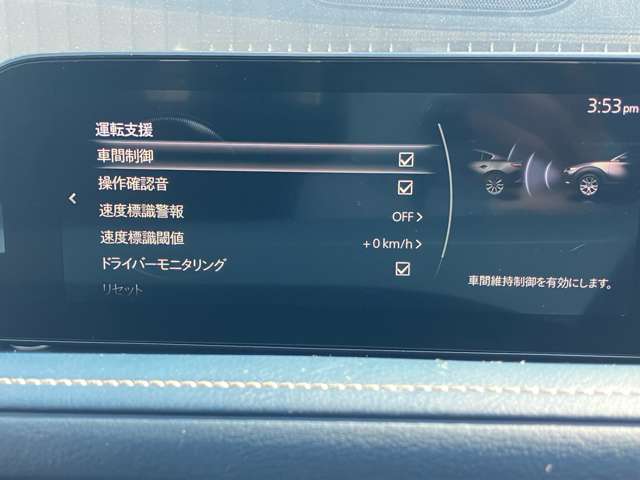 3:53 pm
運転支援
車間制御
操作確認音
速度標識警報 OFF
速度標識閾値 +0 km/h
ドライバーモニタリング
リセット
車間維持制御を有効にします。